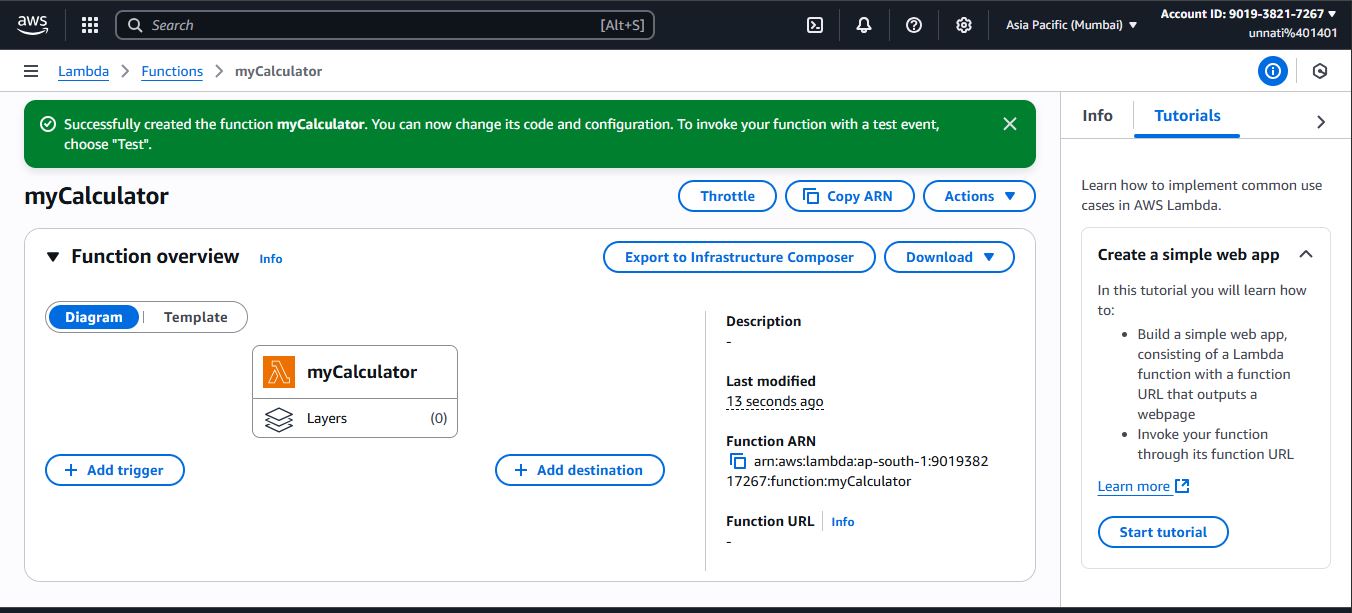 aws
Search [Alt+S]
Asia Pacific (Mumbai)
Account ID: 9019-3821-7267
unnati%401401
Lambda > Functions > myCalculator
Successfully created the function myCalculator. You can now change its code and configuration. To invoke your function with a test event,
choose "Test".
myCalculator
Throttle
Copy ARN
Actions
Function overview Info
Export to Infrastructure Composer
Download
Diagram
Template
myCalculator
Layers (0)
+ Add trigger
+ Add destination
Description
-
Last modified
13 seconds ago
Function ARN
arn:aws:lambda:ap-south-1:9019382
17267:function:myCalculator
Function URL Info
-
Info
Tutorials
Learn how to implement common use
cases in AWS Lambda.
Create a simple web app
In this tutorial you will learn how
to:
• Build a simple web app,
consisting of a Lambda
function with a function
URL that outputs a
webpage
• Invoke your function
through its function URL
Learn more
Start tutorial